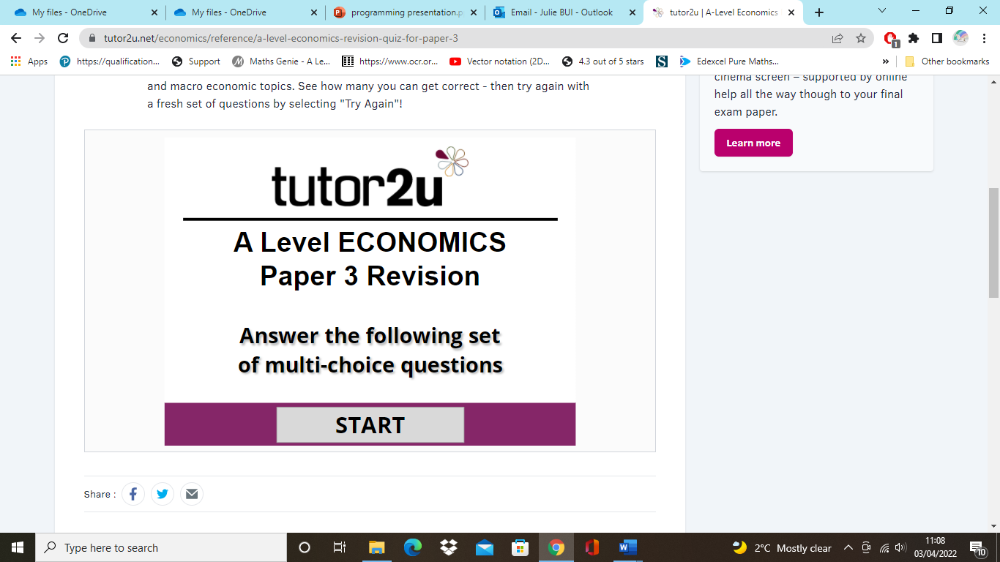 My files - OneDrive
My files - OneDrive
programming presentation.p
Email - Julie BUI - Outlook
tutor2u | A-Level Economics
tutor2u.net/economics/reference/a-level-economics-revision-quiz-for-paper-3
1
Apps
https://qualification...
Support
Maths Genie - A Le...
https://www.ocr.or...
Vector notation (2D...
4.3 out of 5 stars
S
Edexcel Pure Maths...
»
Other bookmarks
and macro economic topics. See how many you can get correct - then try again with
a fresh set of questions by selecting "Try Again"!
cinema screen – supported by online
help all the way though to your final
exam paper.
Learn more
tutor2u
A Level ECONOMICS
Paper 3 Revision
Answer the following set
of multi-choice questions
START
Share :
Type here to search
2°C Mostly clear
11:08
03/04/2022
10